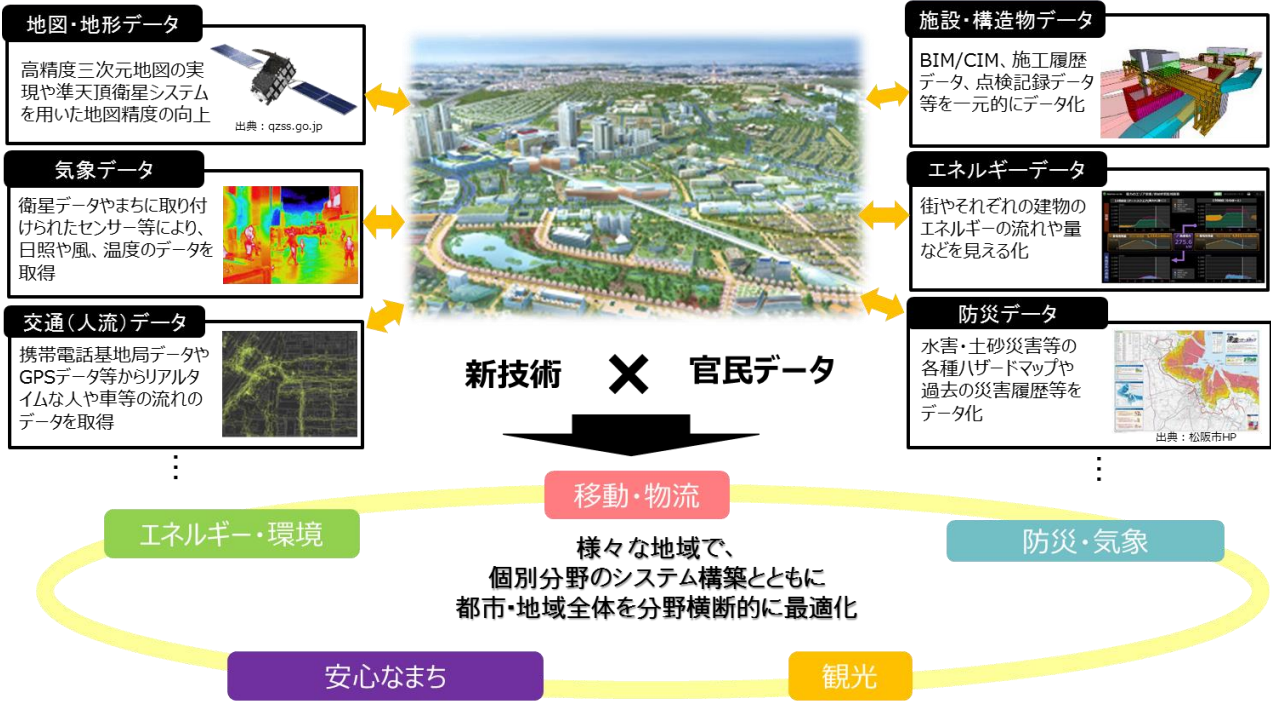 地図・地形データ
高精度三次元地図の実
現や準天頂衛星システム
を用いた地図精度の向上
出典：qzss.go.jp
気象データ
衛星データやまちに取り付
けられたセンサー等により、
日照や風、温度のデータを
取得
交通（人流）データ
携帯電話基地局データや
GPSデータ等からリアルタ
イムな人や車等の流れの
データを取得
⋮
施設・構造物データ
BIM/CIM、施工履歴
データ、点検記録データ
等を一元的にデータ化
エネルギーデータ
街やそれぞれの建物の
エネルギーの流れや量
などを見える化
275.6
防災データ
水害・土砂災害等の
各種ハザードマップや
過去の災害履歴等を
データ化
出典：松阪市HP
⋮
新技術 × 官民データ
移動・物流
エネルギー・環境
防災・気象
様々な地域で、
個別分野のシステム構築とともに
都市・地域全体を分野横断的に最適化
安心なまち
観光